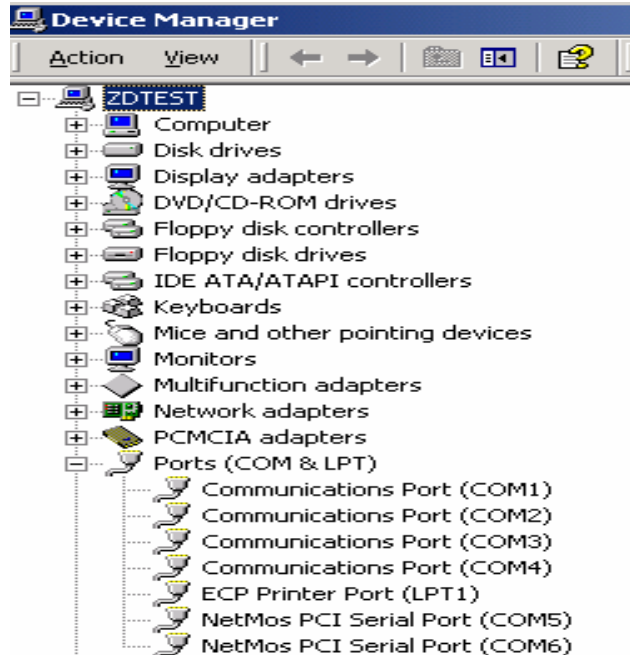 Device Manager
Action View
ZDTEST
Computer
Disk drives
Display adapters
DVD/CD-ROM drives
Floppy disk controllers
Floppy disk drives
IDE ATA/ATAPI controllers
Keyboards
Mice and other pointing devices
Monitors
Multifunction adapters
Network adapters
PCMCIA adapters
Ports (COM & LPT)
Communications Port (COM1)
Communications Port (COM2)
Communications Port (COM3)
Communications Port (COM4)
ECP Printer Port (LPT1)
NetMos PCI Serial Port (COM5)
NetMos PCI Serial Port (COM6)